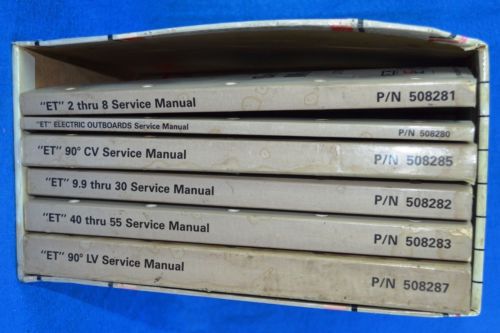 "ET" 2 thru 8 Service Manual P/N 508281
"ET" ELECTRIC OUTBOARDS Service Manual P/N 508280
"ET" 90° CV Service Manual P/N 508285
"ET" 9.9 thru 30 Service Manual P/N 508282
"ET" 40 thru 55 Service Manual P/N 508283
"ET" 90° LV Service Manual P/N 508287